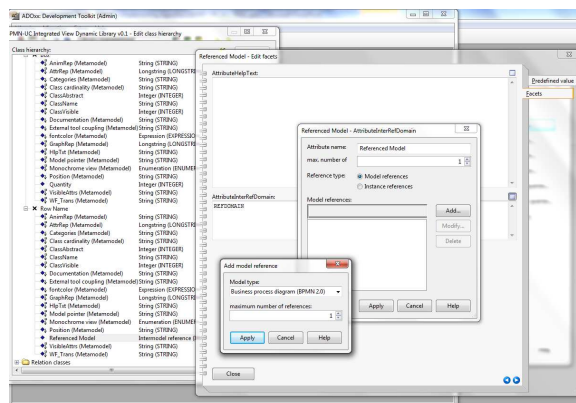 ADOxx: Development Toolkit (Admin)
PMN-UC Integrated View Dynamic Library v0.1 - Edit class hierarchy
Class hierarchy:
AnimRep (Metamodel) String (STRING)
AttrRep (Metamodel) Longstring (LONGSTRI
Categories (Metamodel) String (STRING)
Class cardinality (Metamodel) String (STRING)
ClassAbstract Integer (INTEGER)
ClassName String (STRING)
ClassVisible Integer (INTEGER)
Documentation (Metamodel) String (STRING)
External tool coupling (Metamodel) String (STRING)
fontcolor (Metamodel) Expression (EXPRESSIO
GraphRep (Metamodel) Longstring (LONGSTRI
HlpTxt (Metamodel) String (STRING)
Model pointer (Metamodel) String (STRING)
Monochrome view (Metamodel) Enumeration (ENUMER
Position (Metamodel) String (STRING)
Quantity Integer (INTEGER)
VisibleAttrs (Metamodel) String (STRING)
WF_Trans (Metamodel) String (STRING)
Row Name
AnimRep (Metamodel) String (STRING)
AttrRep (Metamodel) Longstring (LONGSTRI
Categories (Metamodel) String (STRING)
Class cardinality (Metamodel) String (STRING)
ClassAbstract Integer (INTEGER)
ClassName String (STRING)
ClassVisible Integer (INTEGER)
Documentation (Metamodel) String (STRING)
External tool coupling (Metamodel) String (STRING)
fontcolor (Metamodel) Expression (EXPRESSIO
GraphRep (Metamodel) Longstring (LONGSTRI
HlpTxt (Metamodel) String (STRING)
Model pointer (Metamodel) String (STRING)
Monochrome view (Metamodel) Enumeration (ENUMER
Position (Metamodel) String (STRING)
Referenced Model Intermodel reference (I
VisibleAttrs (Metamodel) String (STRING)
WF_Trans (Metamodel) String (STRING)
Relation classes
Referenced Model - Edit facets
AttributeHelpText:
AttributeInterRefDomain:
REFDOMAIN
Close
Predefined value
Facets
Referenced Model - AttributeInterRefDomain
Attribute name Referenced Model
max. number of 1
Reference type: Model references
Instance references
Model references:
Add...
Modify...
Delete
Apply Cancel Help
Add model reference
Model type:
Business process diagram (BPMN 2.0)
maximum number of references:
1
Apply Cancel Help